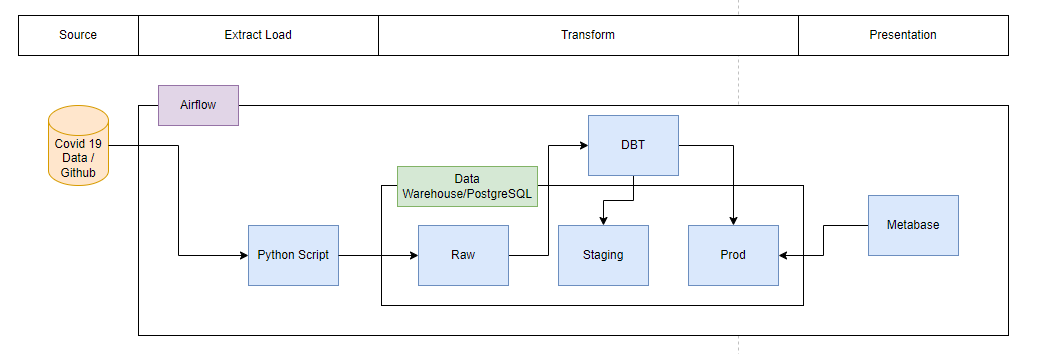 Source
Extract Load
Transform
Presentation
Airflow
Covid 19
Data /
Github
DBT
Data
Warehouse/PostgreSQL
Python Script
Raw
Staging
Prod
Metabase